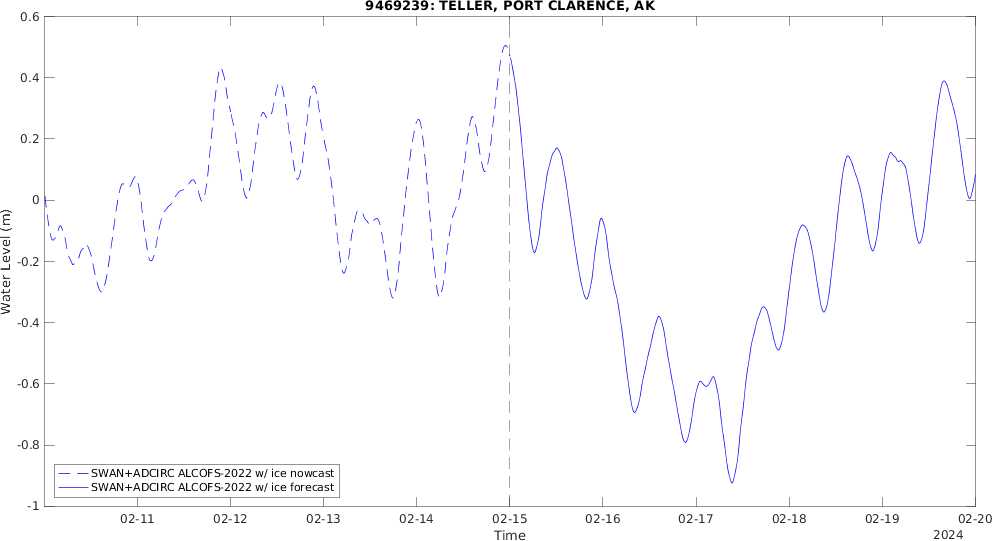 9469239: TELLER, PORT CLARENCE, AK
0.6
0.4
0.2
0
-0.2
-0.4
-0.6
-0.8
-1
Water Level (m)
SWAN+ADCIRC ALCOFS-2022 w/ ice nowcast
SWAN+ADCIRC ALCOFS-2022 w/ ice forecast
02-11 02-12 02-13 02-14 02-15 02-16 02-17 02-18 02-19 02-20
Time
2024